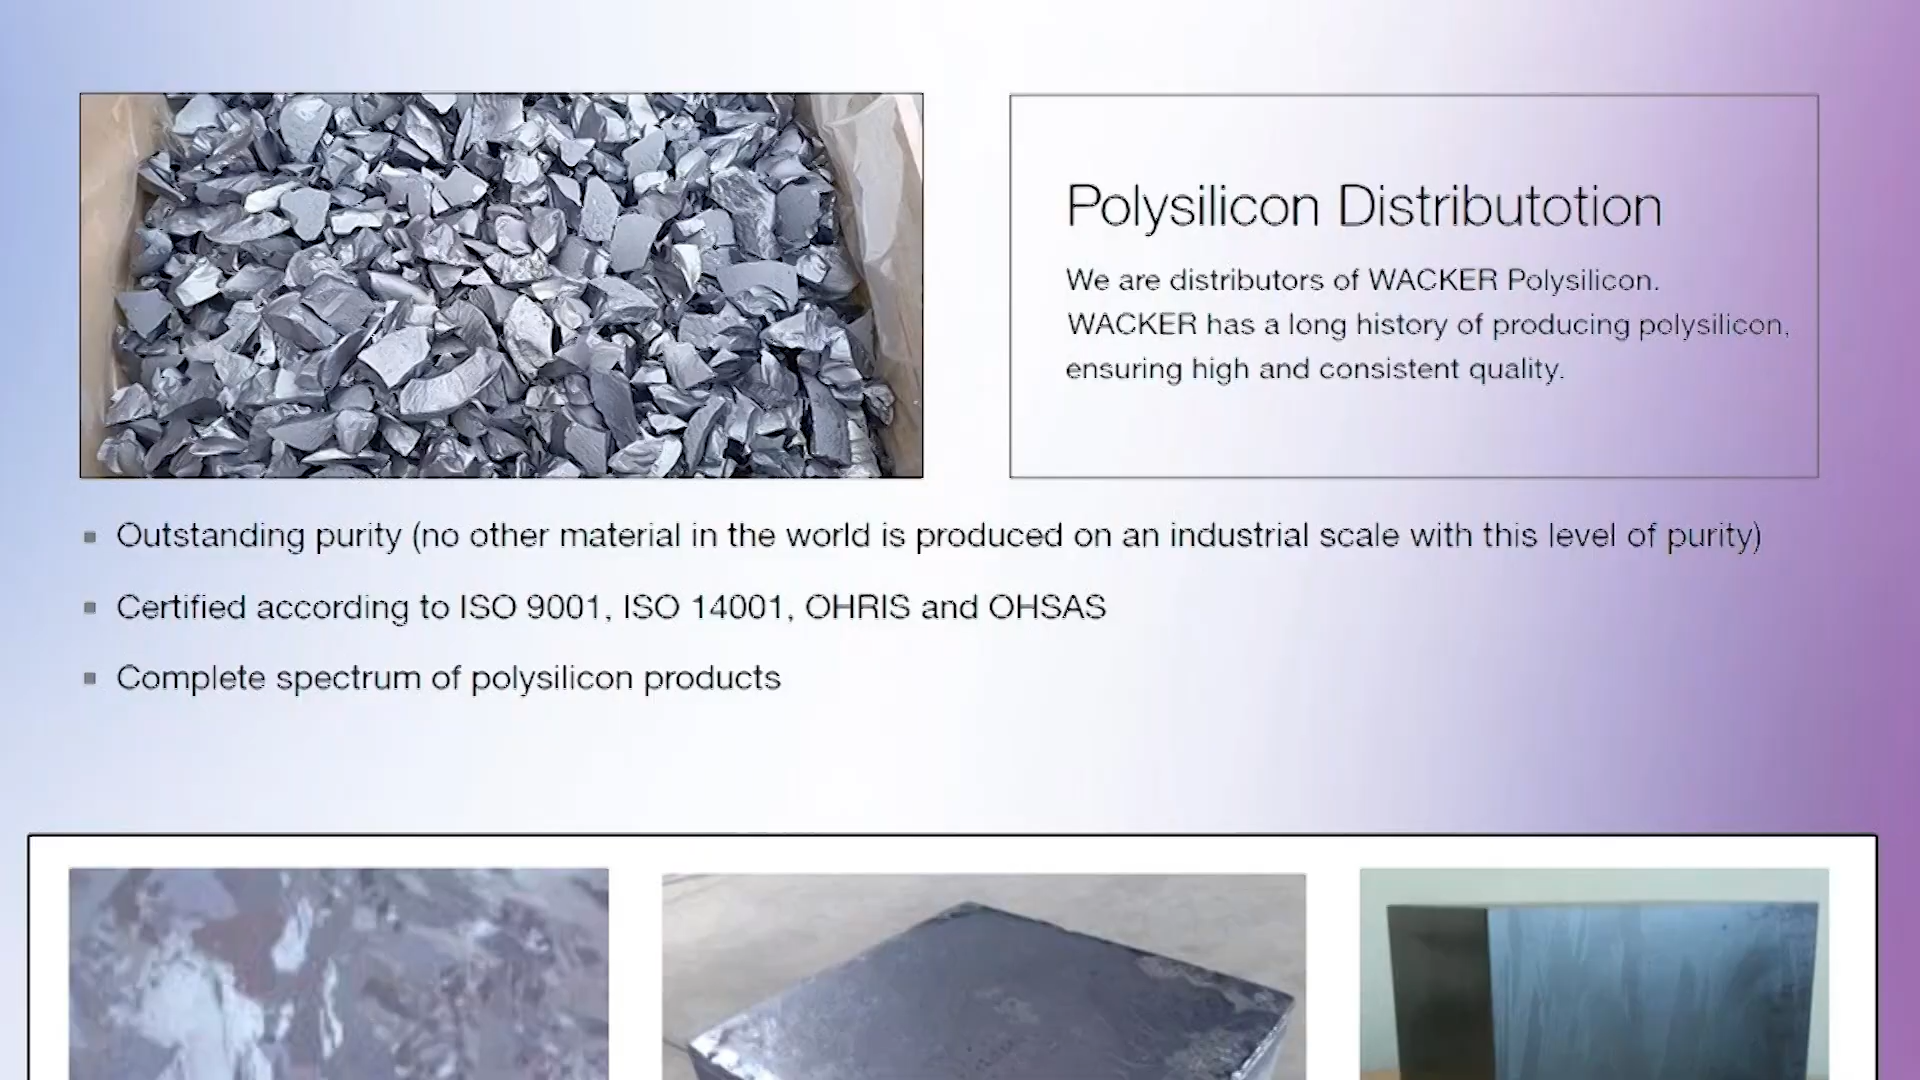 Polysilicon Distributotion
We are distributors of WACKER Polysilicon.
WACKER has a long history of producing polysilicon,
ensuring high and consistent quality.
Outstanding purity (no other material in the world is produced on an industrial scale with this level of purity)
Certified according to ISO 9001, ISO 14001, OHRIS and OHSAS
Complete spectrum of polysilicon products